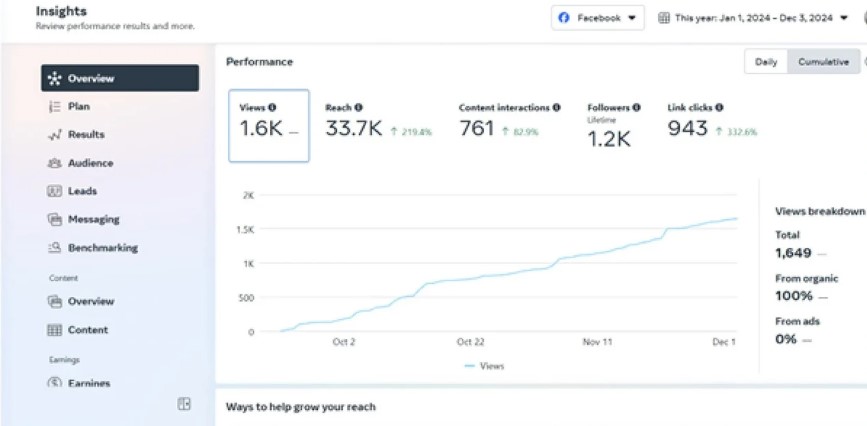 Insights
Review performance results and more.
Facebook
This year: Jan 1, 2024 – Dec 3, 2024
Overview
Plan
Results
Audience
Leads
Messaging
Benchmarking
Content
Overview
Content
Earnings
Earnings
Performance
Daily
Cumulative
Views
1.6K —
Reach
33.7K ↑ 219.4%
Content interactions
761 ↑ 82.9%
Followers
Lifetime
1.2K
Link clicks
943 ↑ 332.6%
2K
1.5K
1K
500
0
Oct 2
Oct 22
Nov 11
Dec 1
Views
Views breakdown
Total
1,649 —
From organic
100% —
From ads
0% —
Ways to help grow your reach